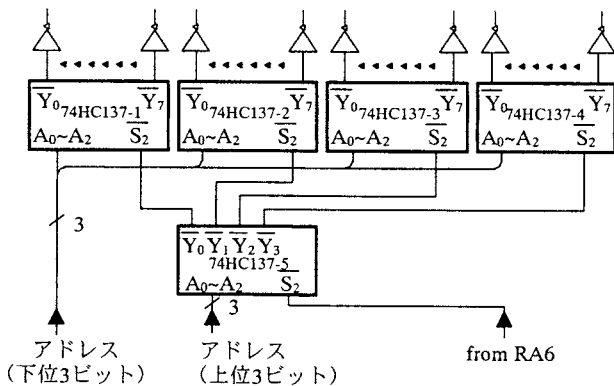 Y0 Y7 Y0 Y7 Y0 Y7 Y0 Y7
74HC137-1 74HC137-2 74HC137-3 74HC137-4
A0~A2 S2 A0~A2 S2 A0~A2 S2 A0~A2 S2
3
Y0 Y1 Y2 Y3
74HC137-5
A0~A2 S2
3
アドレス
(下位3ビット)
アドレス
(上位3ビット)
from RA6